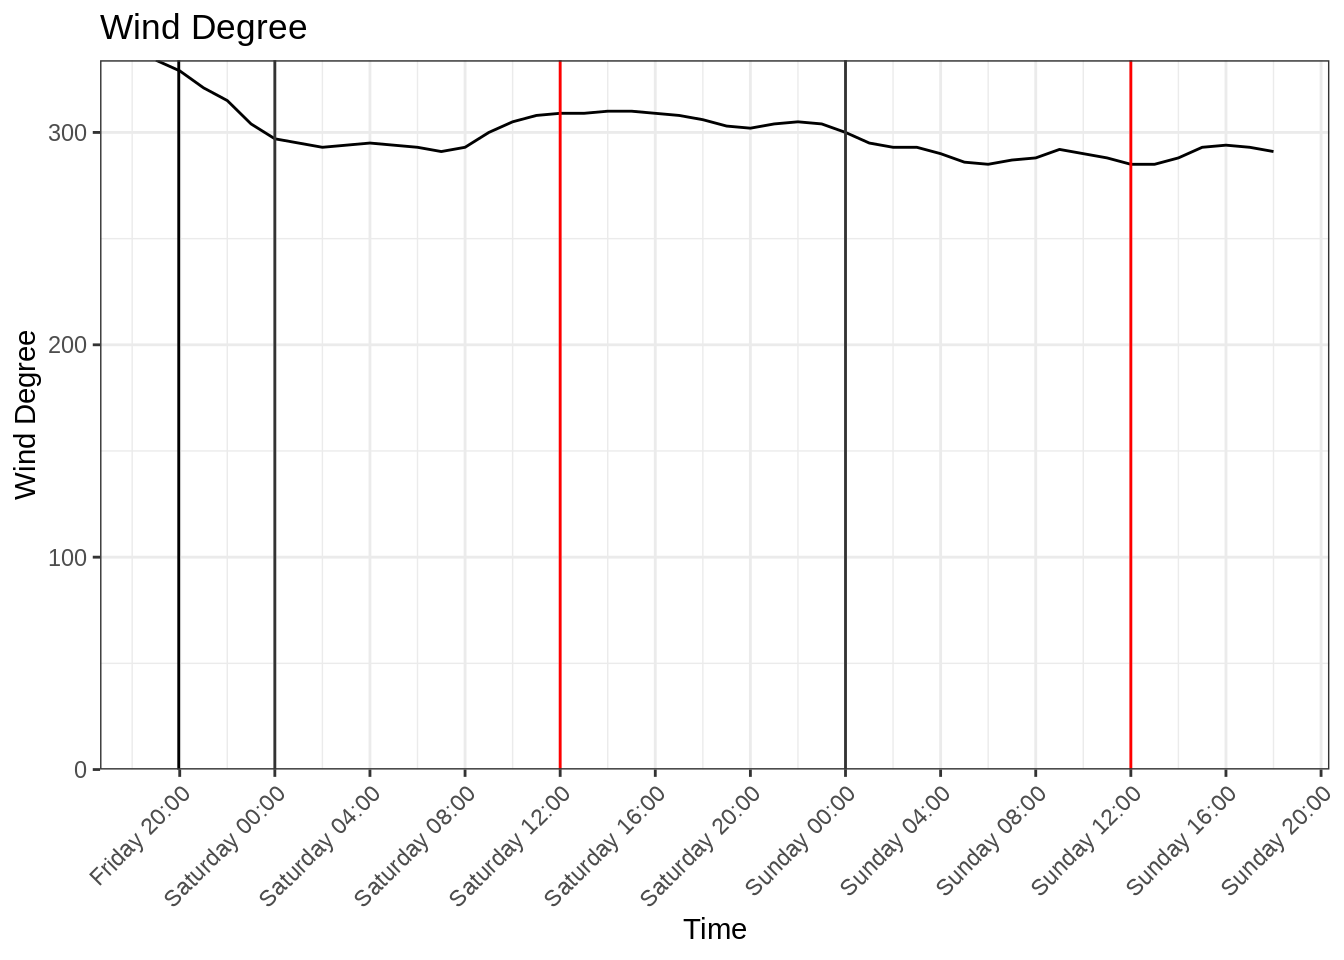 Wind Degree
Wind Degree
300
200
100
0
Friday 20:00
Saturday 00:00
Saturday 04:00
Saturday 08:00
Saturday 12:00
Saturday 16:00
Saturday 20:00
Sunday 00:00
Sunday 04:00
Sunday 08:00
Sunday 12:00
Sunday 16:00
Sunday 20:00
Time